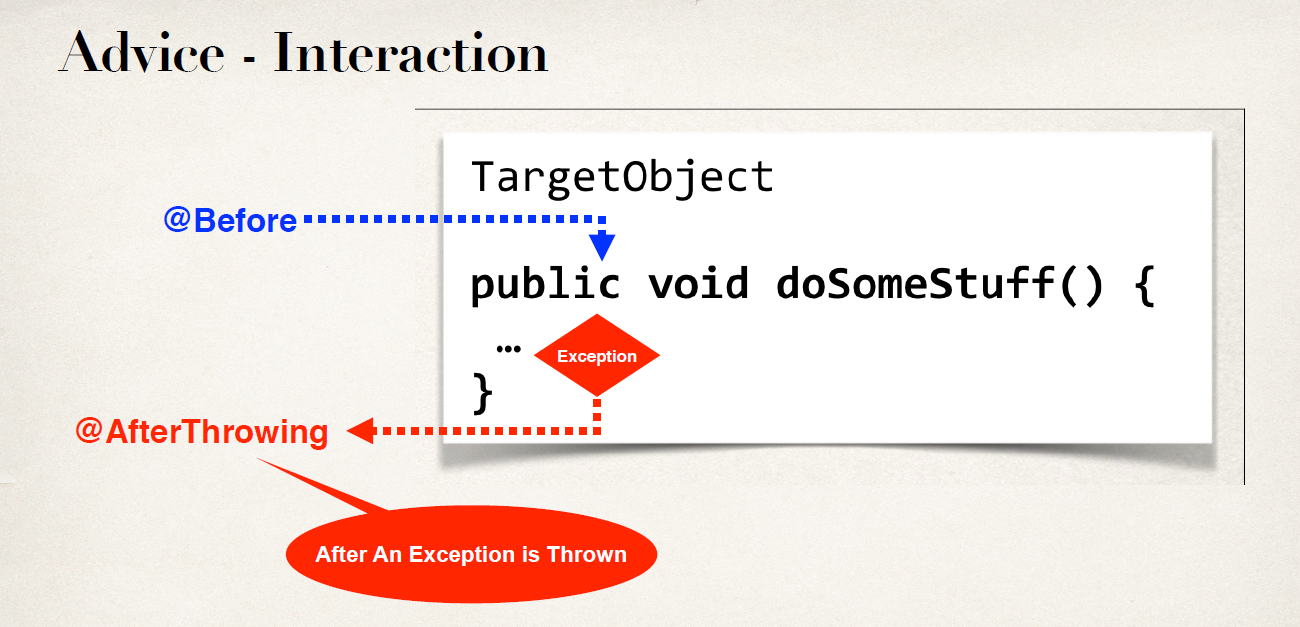 Advice - Interaction
TargetObject
@Before
public void doSomeStuff() {
…
Exception
}
@AfterThrowing
After An Exception is Thrown